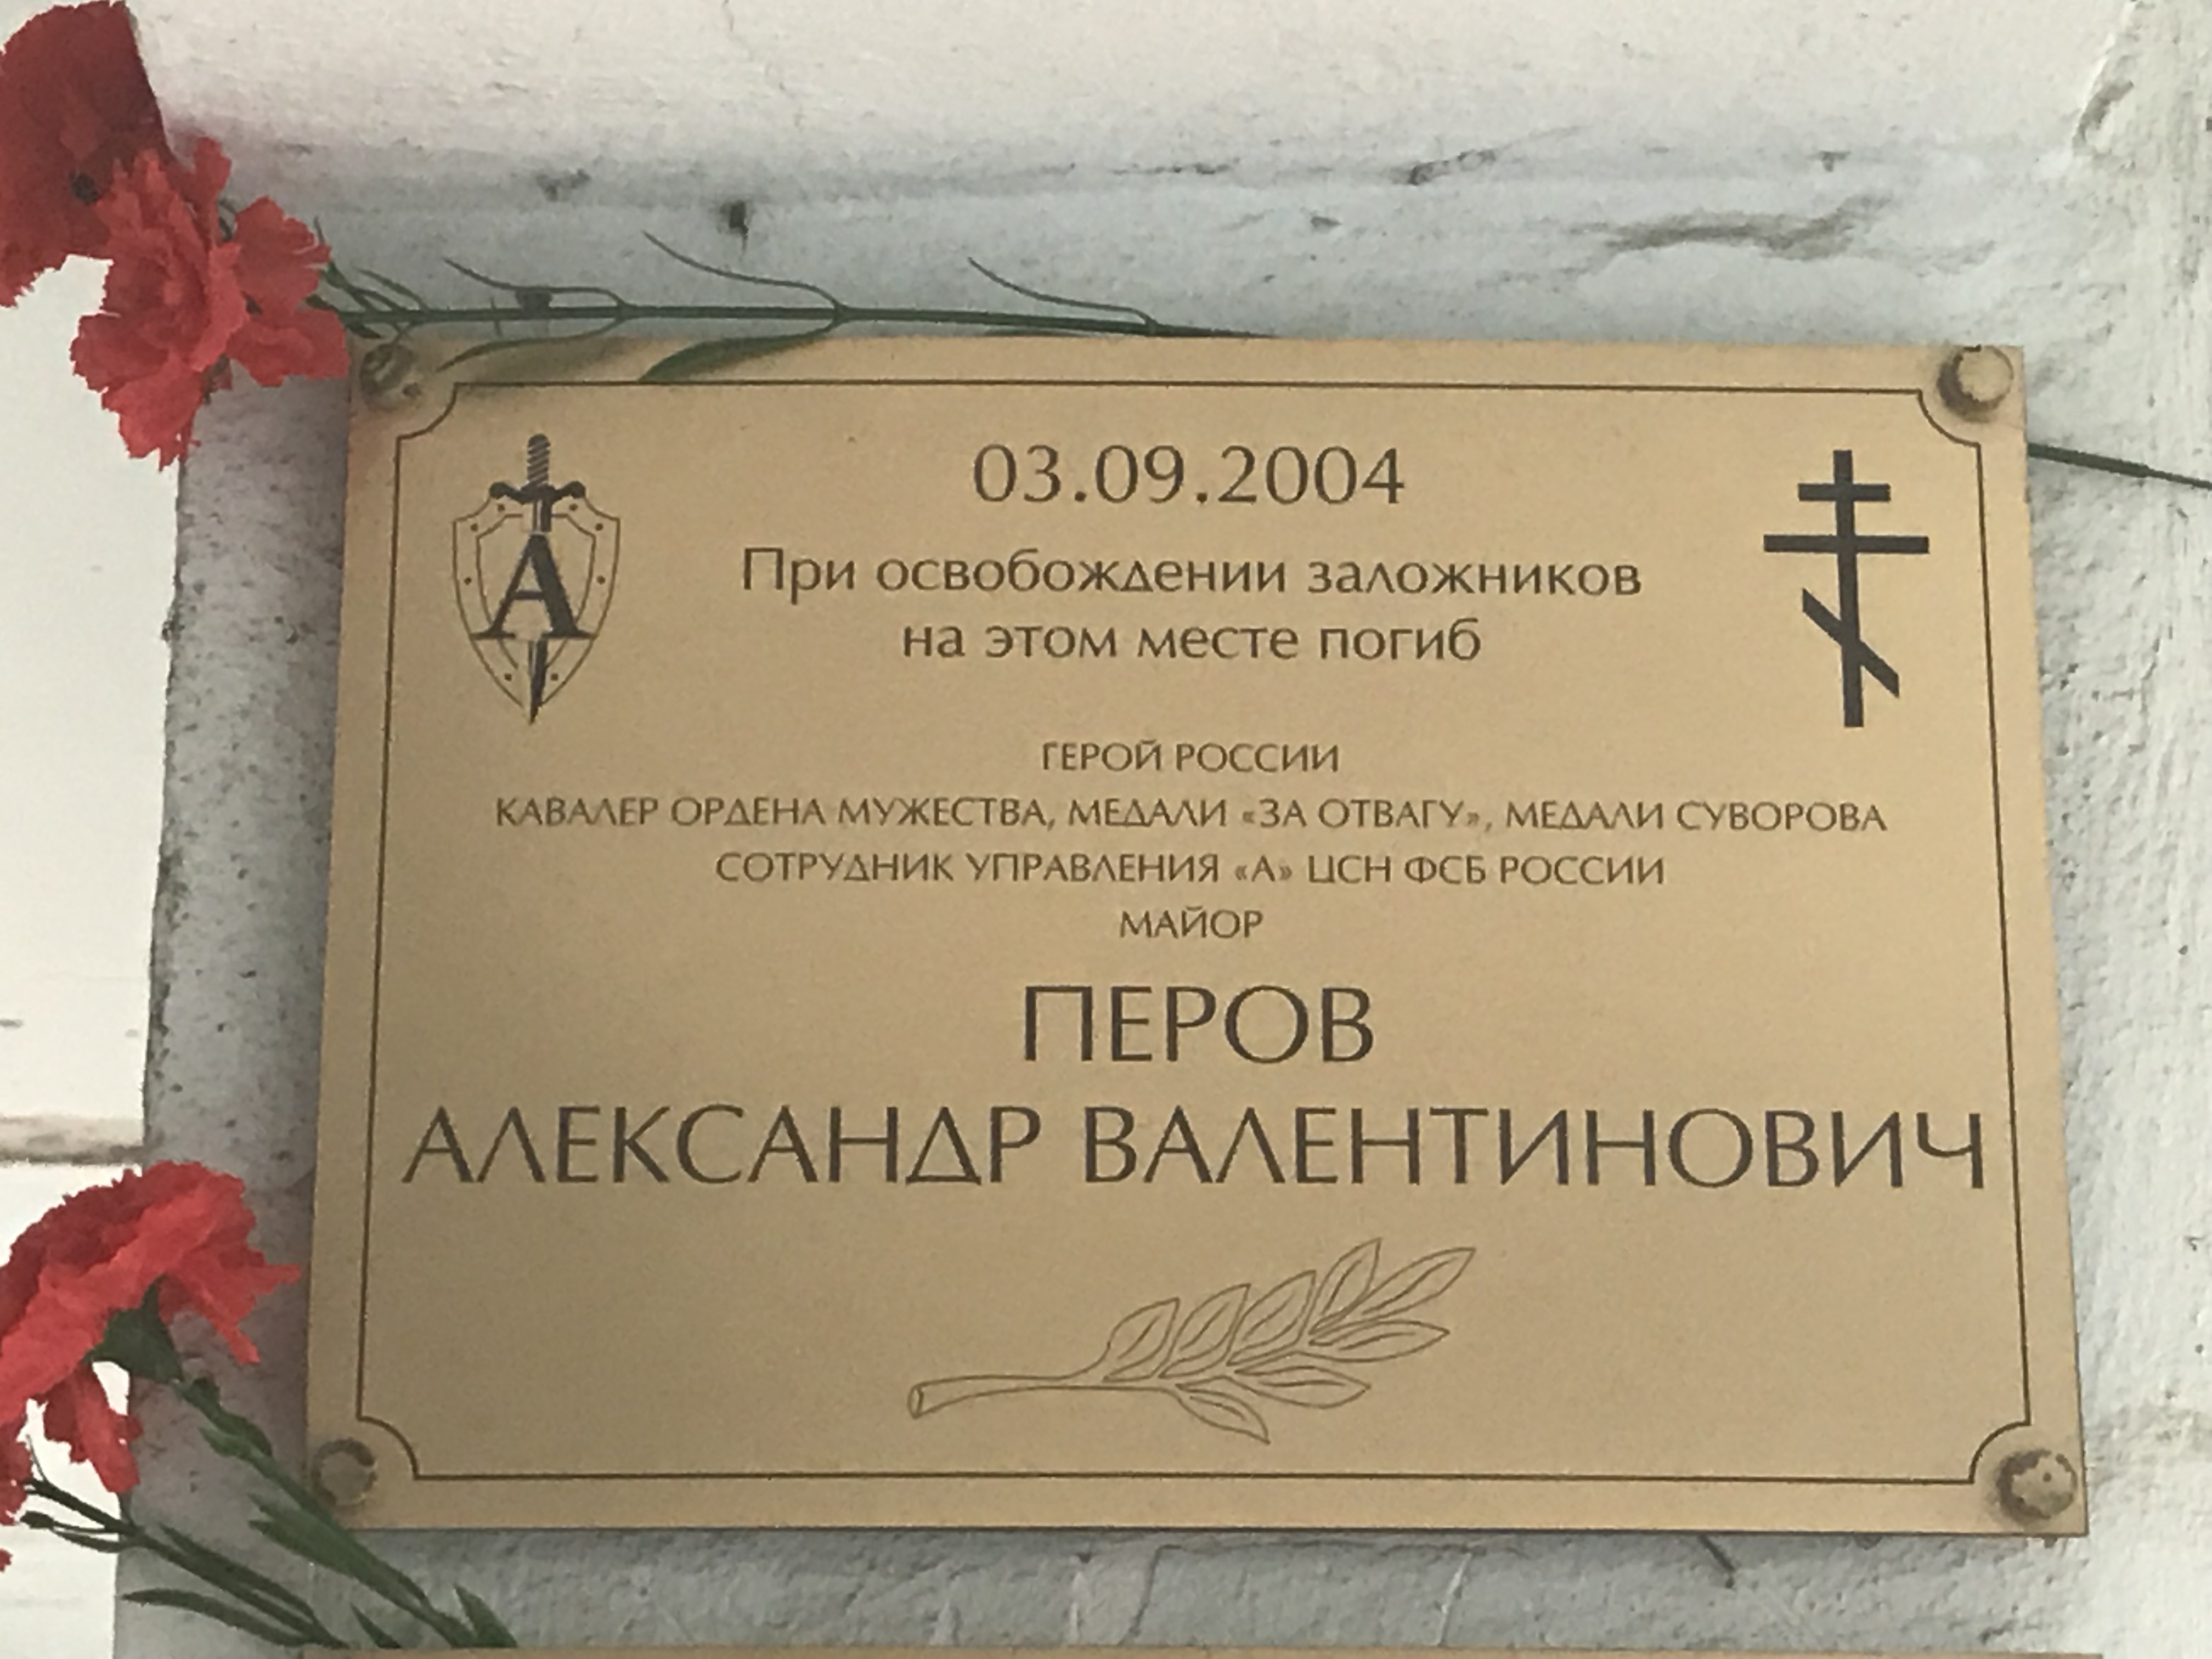 А
03.09.2004
При освобождении заложников
на этом месте погиб
ГЕРОЙ РОССИИ
КАВАЛЕР ОРДЕНА МУЖЕСТВА, МЕДАЛИ «ЗА ОТВАГУ», МЕДАЛИ СУВОРОВА
СОТРУДНИК УПРАВЛЕНИЯ «А» ЦСН ФСБ РОССИИ
МАЙОР
ПЕРОВ
АЛЕКСАНДР ВАЛЕНТИНОВИЧ